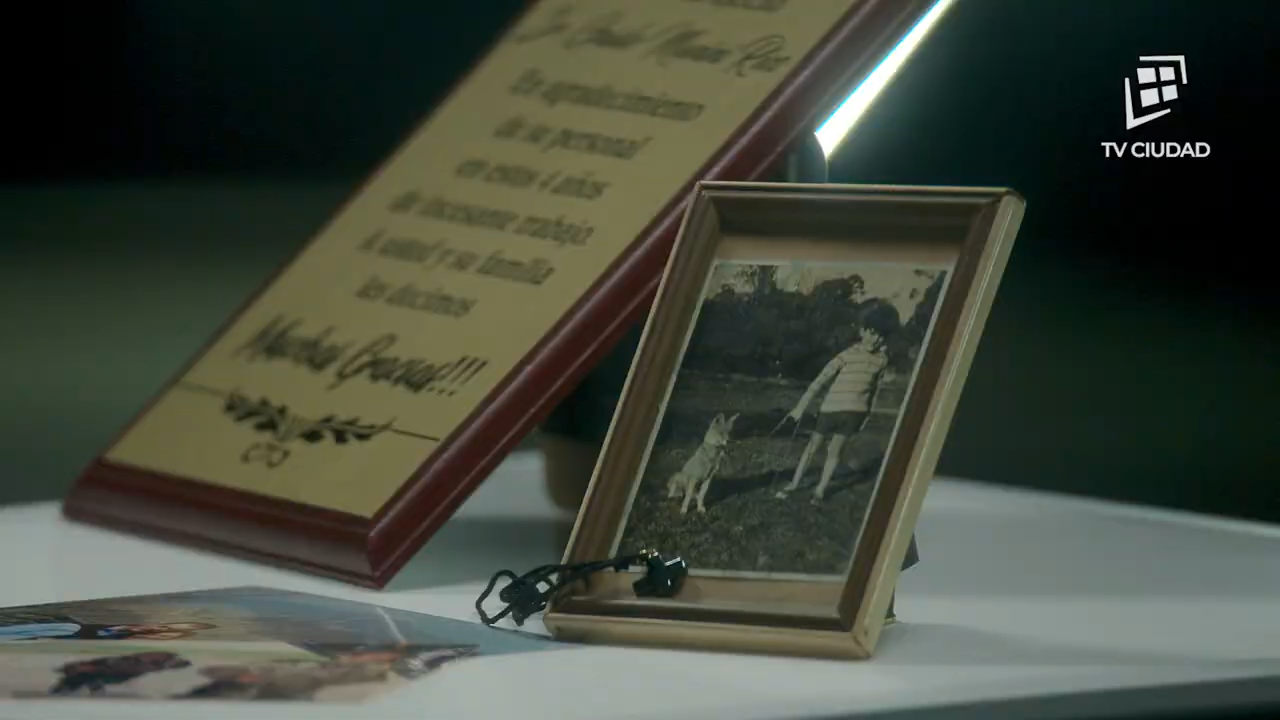 En agradecimiento
de su personal
en estos 4 años
de incesante trabajo.
A usted y su familia
les decimos
Muchas Gracias!!!
TV CIUDAD